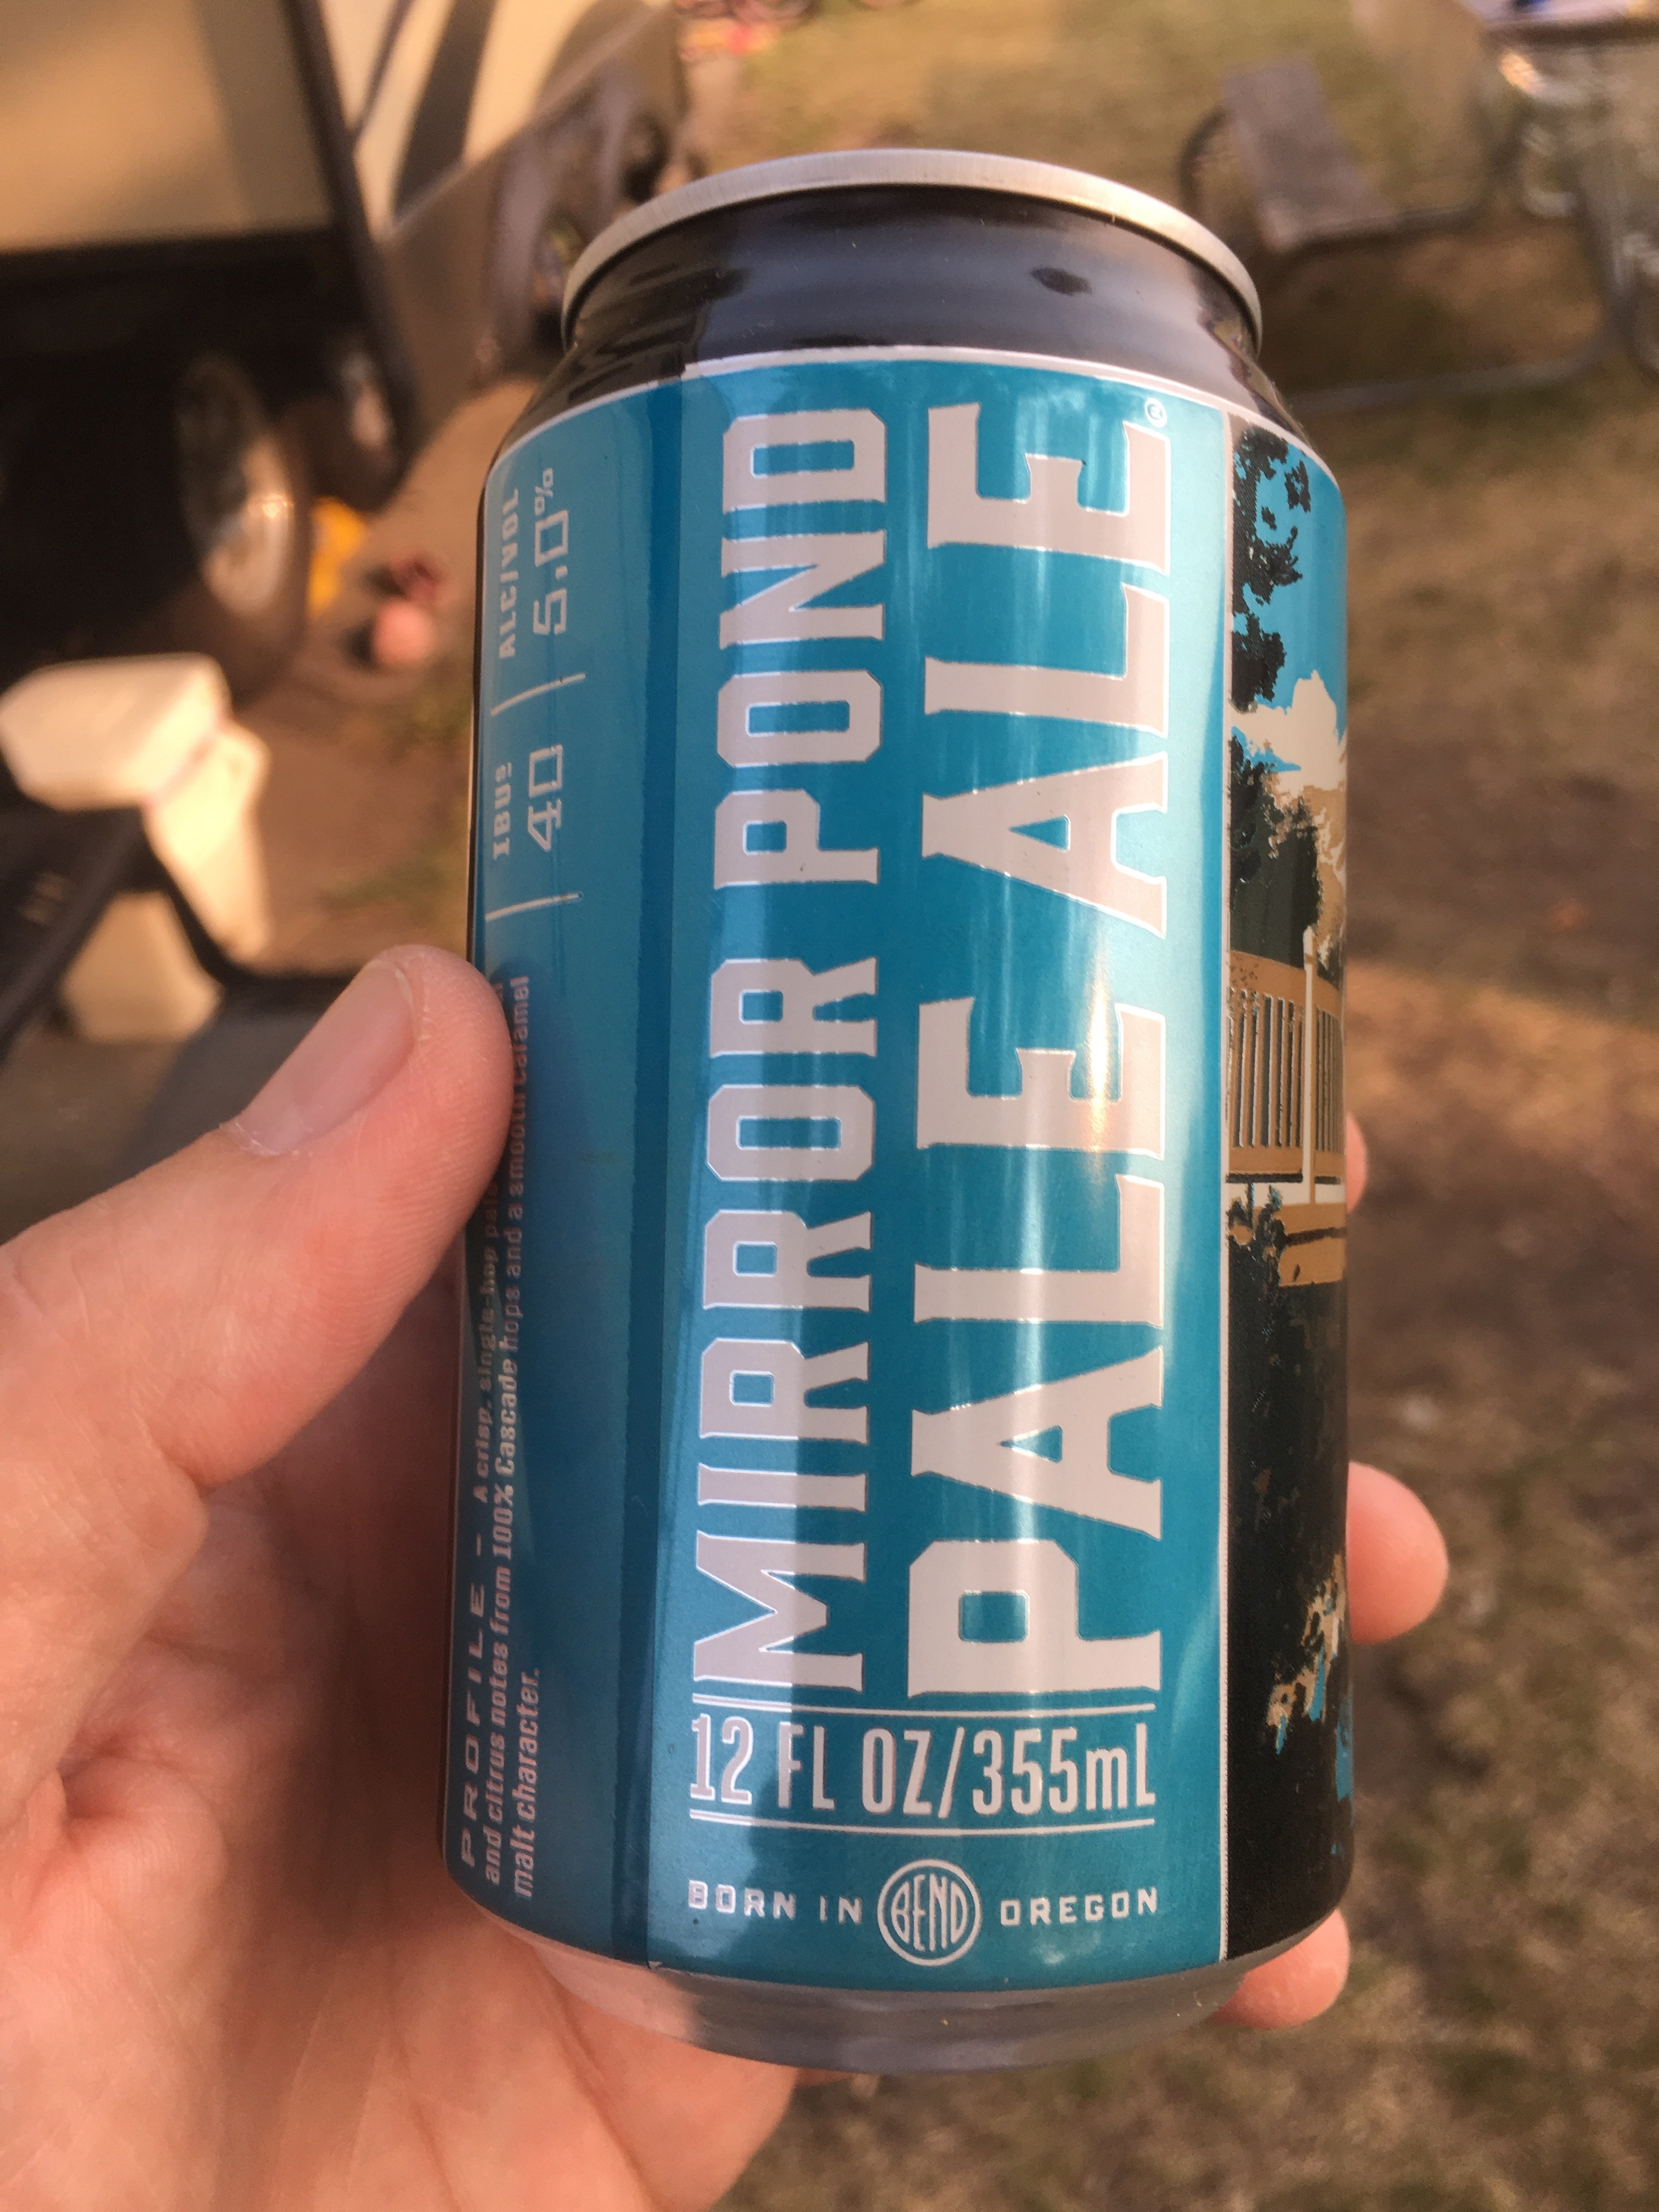 PROFILE - A crisp, single-hop pale
and citrus notes from 100% Cascade hops and a smooth caramel
malt character.
IBUs
40
ALC/VOL
5.0%
MIRROR POND
PALE ALE®
12 FL OZ/355mL
BORN IN BEND OREGON